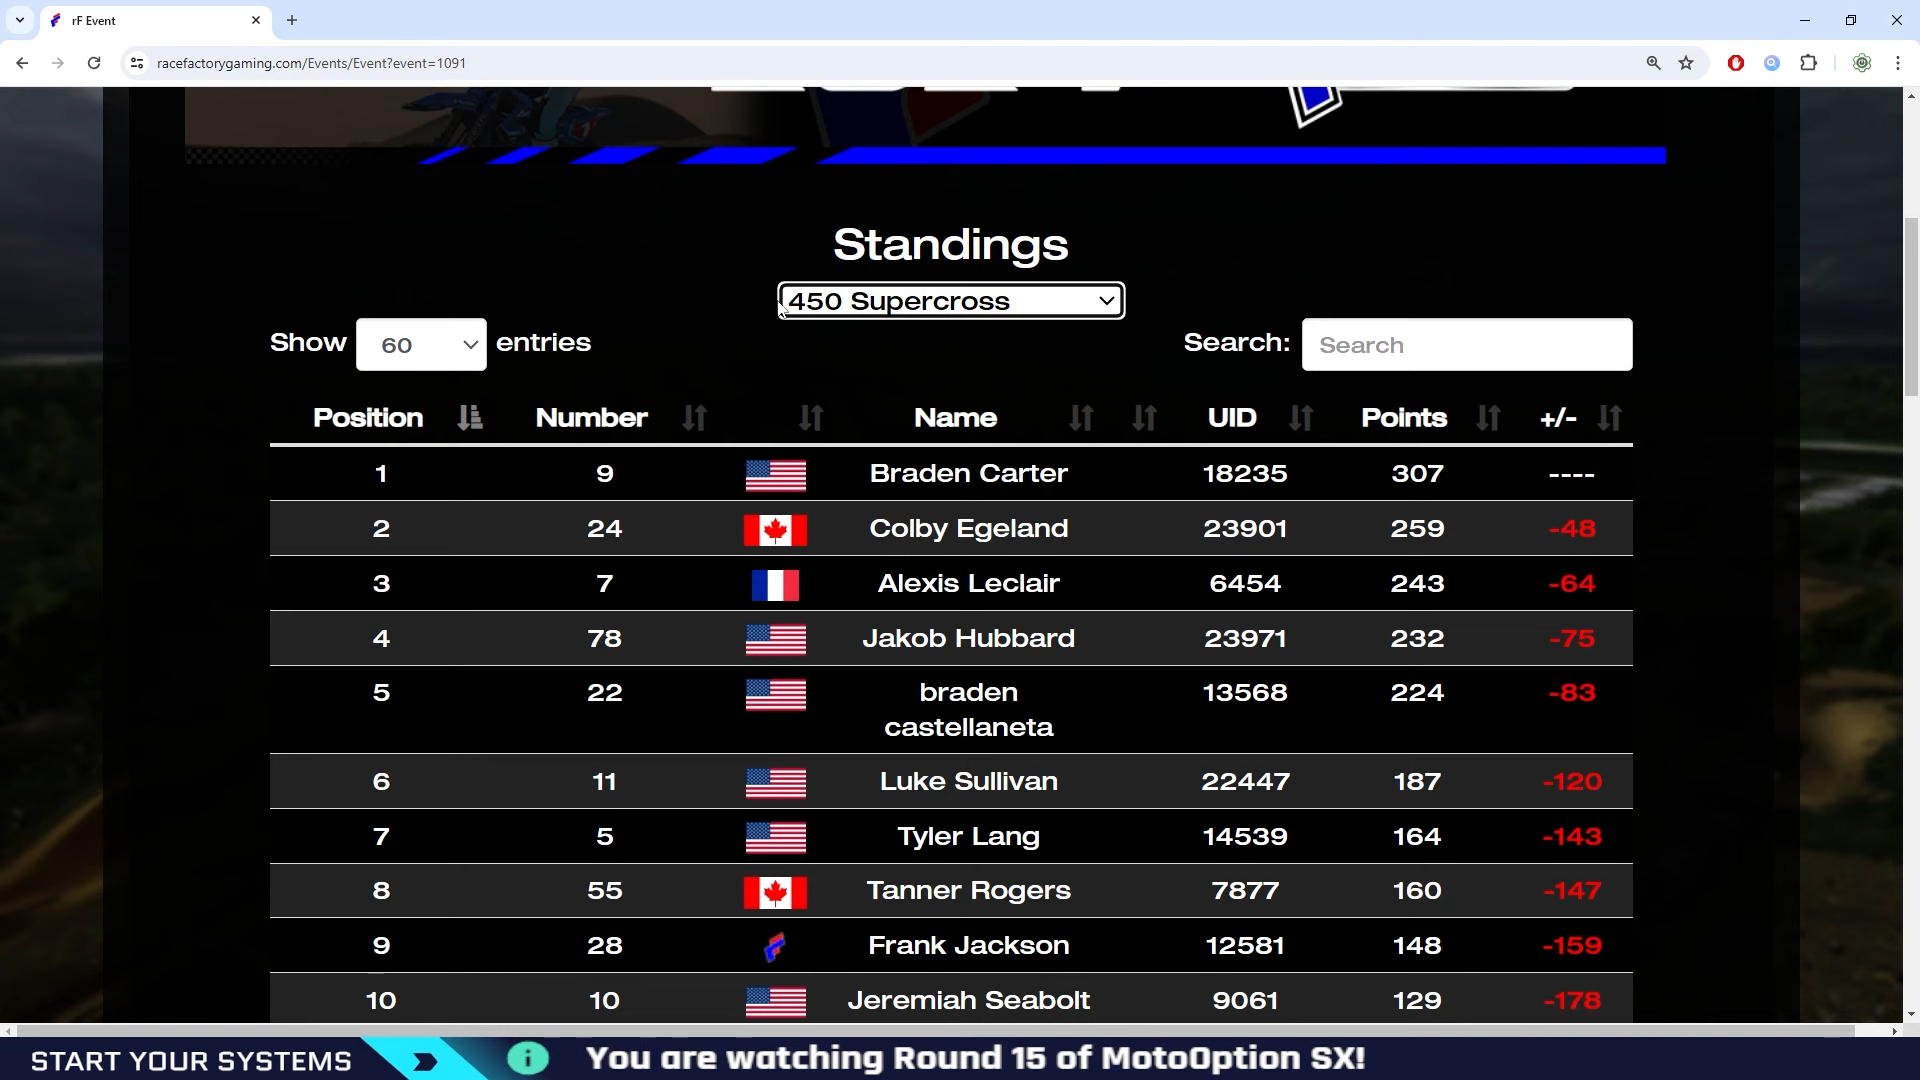 rF Event
racefactorygaming.com/Events/Event?event=1091
Standings
450 Supercross
Show 60 entries
Search: Search
Position Number Name UID Points +/-
1 9 Braden Carter 18235 307 ----
2 24 Colby Egeland 23901 259 -48
3 7 Alexis Leclair 6454 243 -64
4 78 Jakob Hubbard 23971 232 -75
5 22 braden castellaneta 13568 224 -83
6 11 Luke Sullivan 22447 187 -120
7 5 Tyler Lang 14539 164 -143
8 55 Tanner Rogers 7877 160 -147
9 28 Frank Jackson 12581 148 -159
10 10 Jeremiah Seabolt 9061 129 -178
START YOUR SYSTEMS
You are watching Round 15 of MotoOption SX!